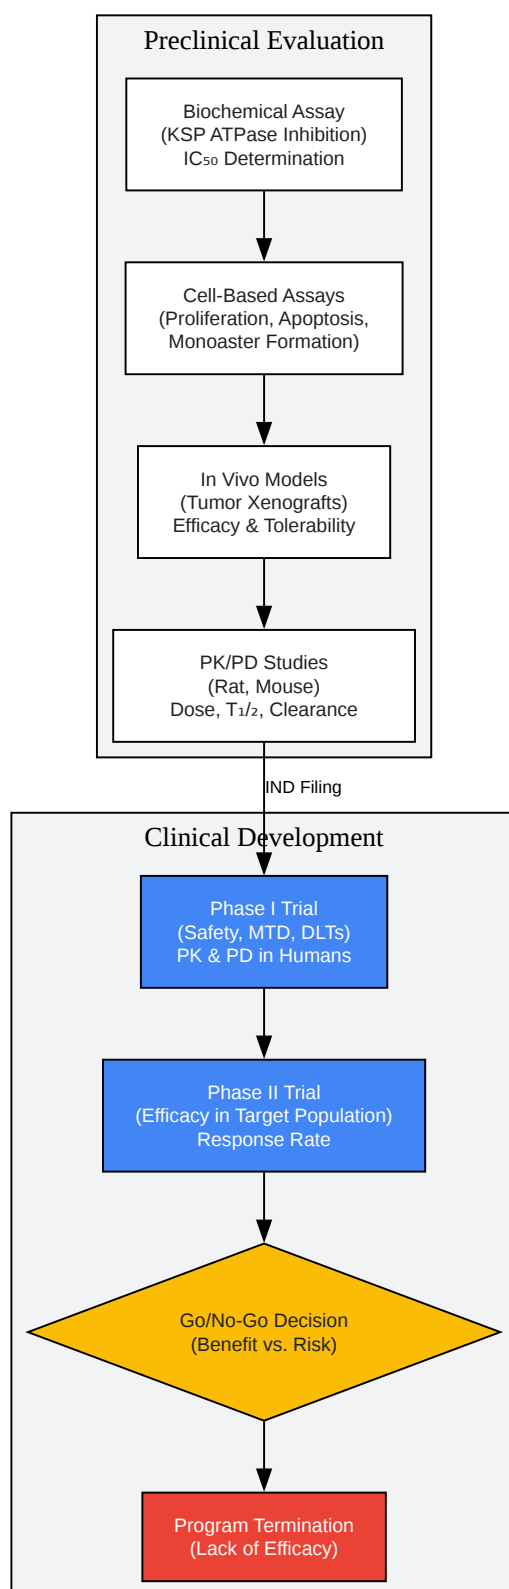 Preclinical Evaluation
Biochemical Assay
(KSP ATPase Inhibition)
IC₅₀ Determination
Cell-Based Assays
(Proliferation, Apoptosis,
Monoaster Formation)
In Vivo Models
(Tumor Xenografts)
Efficacy & Tolerability
PK/PD Studies
(Rat, Mouse)
Dose, T₁/₂, Clearance
IND Filing
Clinical Development
Phase I Trial
(Safety, MTD, DLTs)
PK & PD in Humans
Phase II Trial
(Efficacy in Target Population)
Response Rate
Go/No-Go Decision
(Benefit vs. Risk)
Program Termination
(Lack of Efficacy)